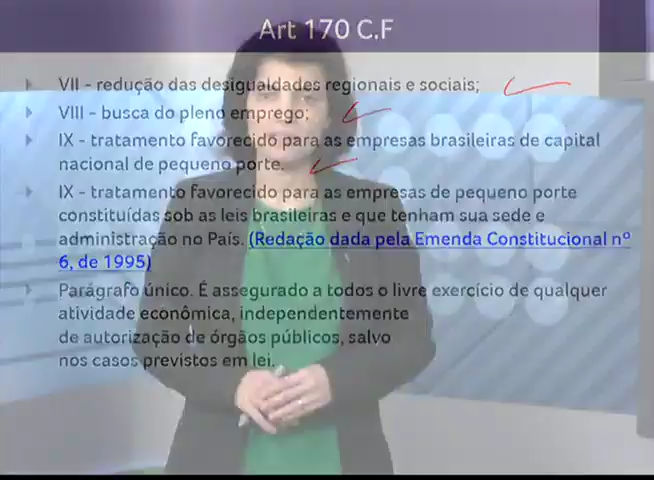 Art 170 C.F
VII - redução das desigualdades regionais e sociais;
VIII - busca do pleno emprego;
IX - tratamento favorecido para as empresas brasileiras de capital
nacional de pequeno porte.
IX - tratamento favorecido para as empresas de pequeno porte
constituídas sob as leis brasileiras e que tenham sua sede e
administração no País. (Redação dada pela Emenda Constitucional nº
6, de 1995)
Parágrafo único. É assegurado a todos o livre exercício de qualquer
atividade econômica, independentemente
de autorização de órgãos públicos, salvo
nos casos previstos em lei.